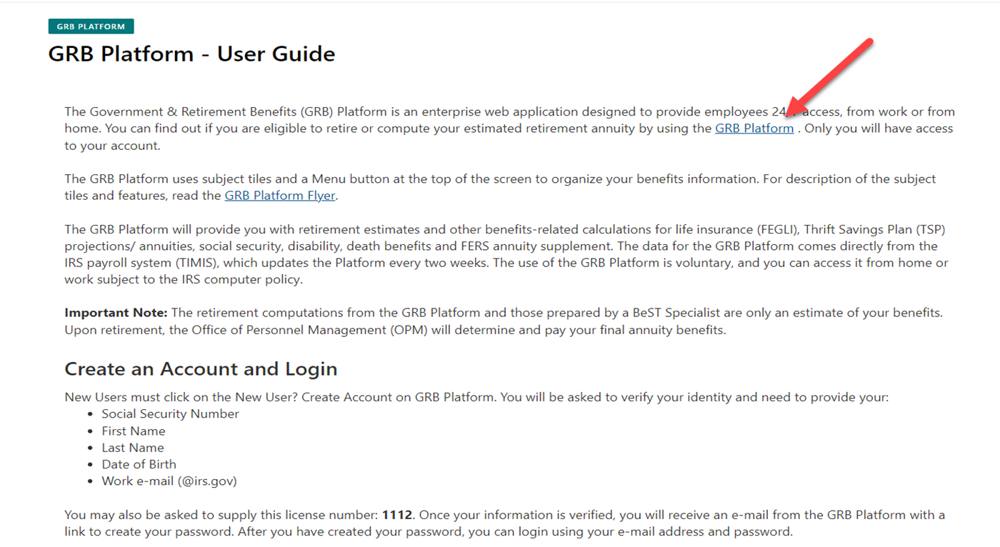 GRB PLATFORM
GRB Platform - User Guide
The Government & Retirement Benefits (GRB) Platform is an enterprise web application designed to provide employees 24 access, from work or from
home. You can find out if you are eligible to retire or compute your estimated retirement annuity by using the GRB Platform . Only you will have access
to your account.
The GRB Platform uses subject tiles and a Menu button at the top of the screen to organize your benefits information. For description of the subject
tiles and features, read the GRB Platform Flyer.
The GRB Platform will provide you with retirement estimates and other benefits-related calculations for life insurance (FEGLI), Thrift Savings Plan (TSP)
projections/ annuities, social security, disability, death benefits and FERS annuity supplement. The data for the GRB Platform comes directly from the
IRS payroll system (TIMIS), which updates the Platform every two weeks. The use of the GRB Platform is voluntary, and you can access it from home or
work subject to the IRS computer policy.
Important Note: The retirement computations from the GRB Platform and those prepared by a BeST Specialist are only an estimate of your benefits.
Upon retirement, the Office of Personnel Management (OPM) will determine and pay your final annuity benefits.
Create an Account and Login
New Users must click on the New User? Create Account on GRB Platform. You will be asked to verify your identity and need to provide your:
• Social Security Number
• First Name
• Last Name
• Date of Birth
• Work e-mail (@irs.gov)
You may also be asked to supply this license number: 1112. Once your information is verified, you will receive an e-mail from the GRB Platform with a
link to create your password. After you have created your password, you can login using your e-mail address and password.